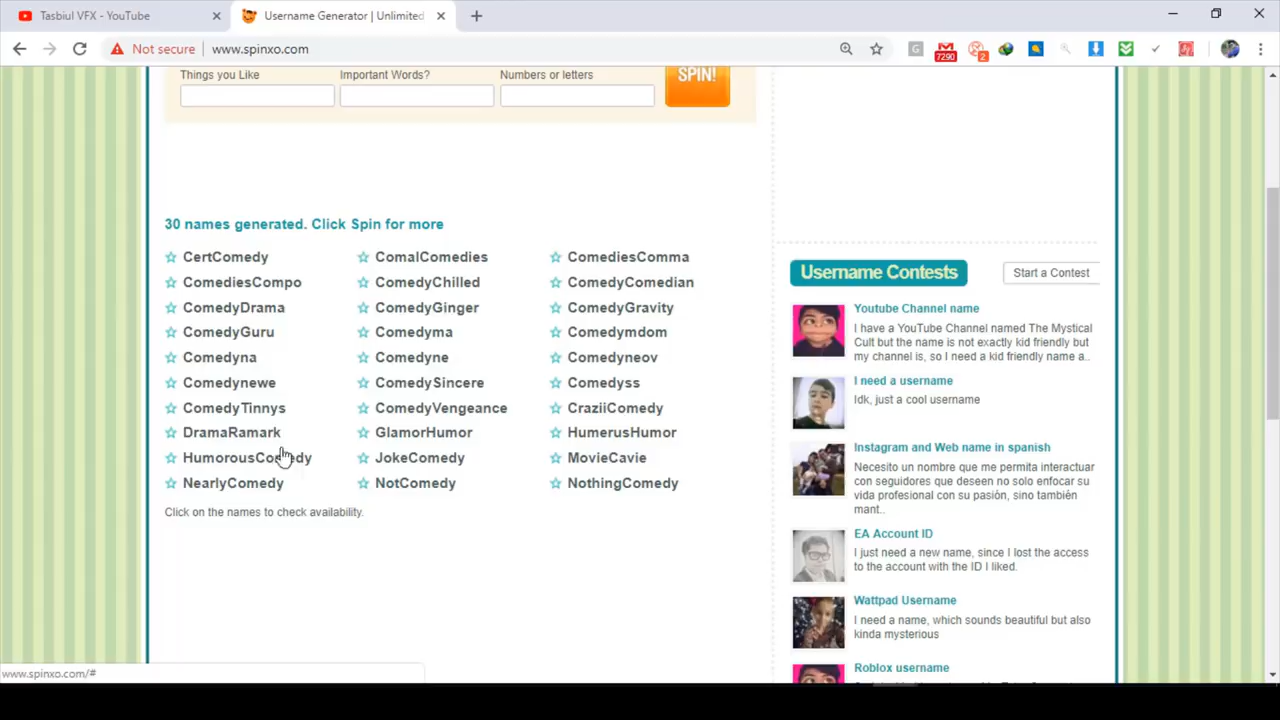 Tasbiul VFX - YouTube
Username Generator | Unlimited
Not secure
www.spinxo.com
7290
2
Things you Like
Important Words?
Numbers or letters
SPIN!
30 names generated. Click Spin for more
CertComedy
ComalComedies
ComediesComma
ComediesCompo
ComedyChilled
ComedyComedian
ComedyDrama
ComedyGinger
ComedyGravity
ComedyGuru
Comedyma
Comedymdom
Comedyna
Comedyne
Comedyneov
Comedynewe
ComedySincere
Comedyss
ComedyTinnys
ComedyVengeance
CraziiComedy
DramaRamark
GlamorHumor
HumerusHumor
HumorousComedy
JokeComedy
MovieCavie
NearlyComedy
NotComedy
NothingComedy
Click on the names to check availability.
Username Contests
Start a Contest
Youtube Channel name
I have a YouTube Channel named The Mystical
Cult but the name is not exactly kid friendly but
my channel is, so I need a kid friendly name a..
I need a username
Idk, just a cool username
Instagram and Web name in spanish
Necesito un nombre que me permita interactuar
con seguidores que deseen no solo enfocar su
vida profesional con su pasión, sino también
mant..
EA Account ID
I just need a new name, since I lost the access
to the account with the ID I liked.
Wattpad Username
I need a name, which sounds beautiful but also
kinda mysterious
Roblox username
www.spinxo.com/#